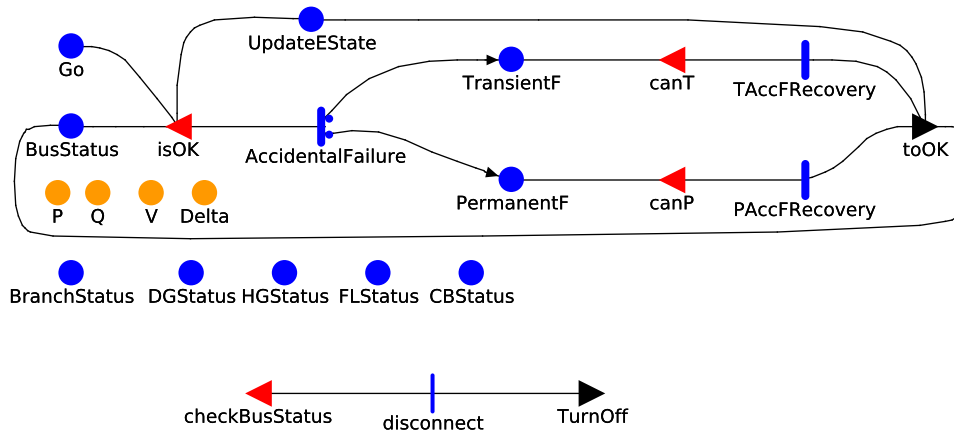 UpdateEState
Go
TransientF
canT
TAccFRecovery
BusStatus
isOK
AccidentalFailure
toOK
P
Q
V
Delta
PermanentF
canP
PAccFRecovery
BranchStatus
DGStatus
HGStatus
FLStatus
CBStatus
checkBusStatus
disconnect
TurnOff